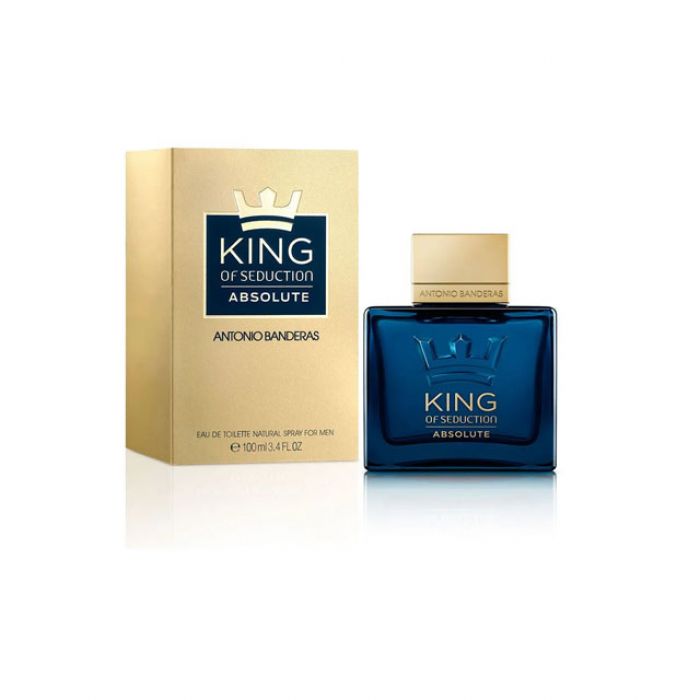 KING
OF SEDUCTION
ABSOLUTE
ANTONIO BANDERAS
EAU DE TOILETTE NATURAL SPRAY FOR MEN
℮ 100 ml 3.4 FL OZ
ANTONIO BANDERAS
KING
OF SEDUCTION
ABSOLUTE